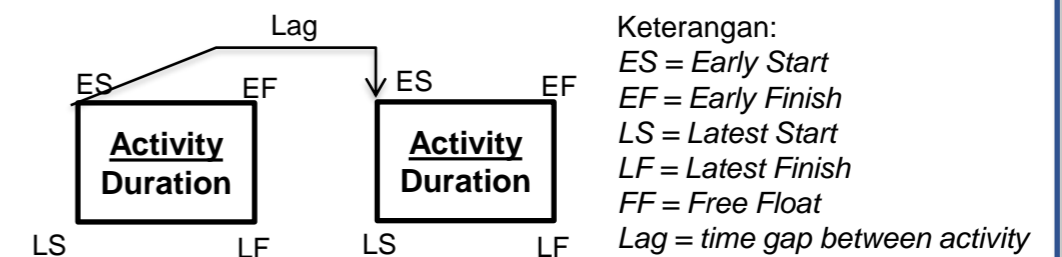 Lag
ES EF ES EF
Activity Activity
Duration Duration
LS LF LS LF
Keterangan:
ES = Early Start
EF = Early Finish
LS = Latest Start
LF = Latest Finish
FF = Free Float
Lag = time gap between activity